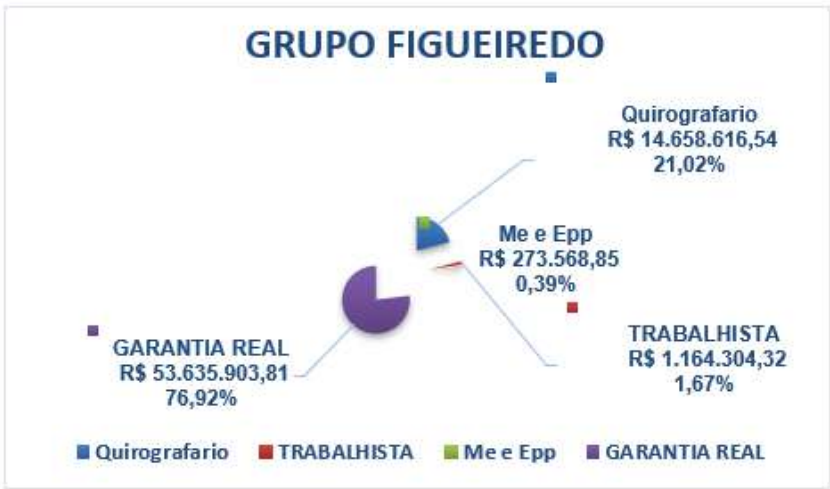 GRUPO FIGUEIREDO
Quirografario
R$ 14.658.616,54
21,02%
Me e Epp
R$ 273.568,85
0,39%
TRABALHISTA
R$ 1.164.304,32
1,67%
GARANTIA REAL
R$ 53.635.903,81
76,92%
Quirografario TRABALHISTA Me e Epp GARANTIA REAL